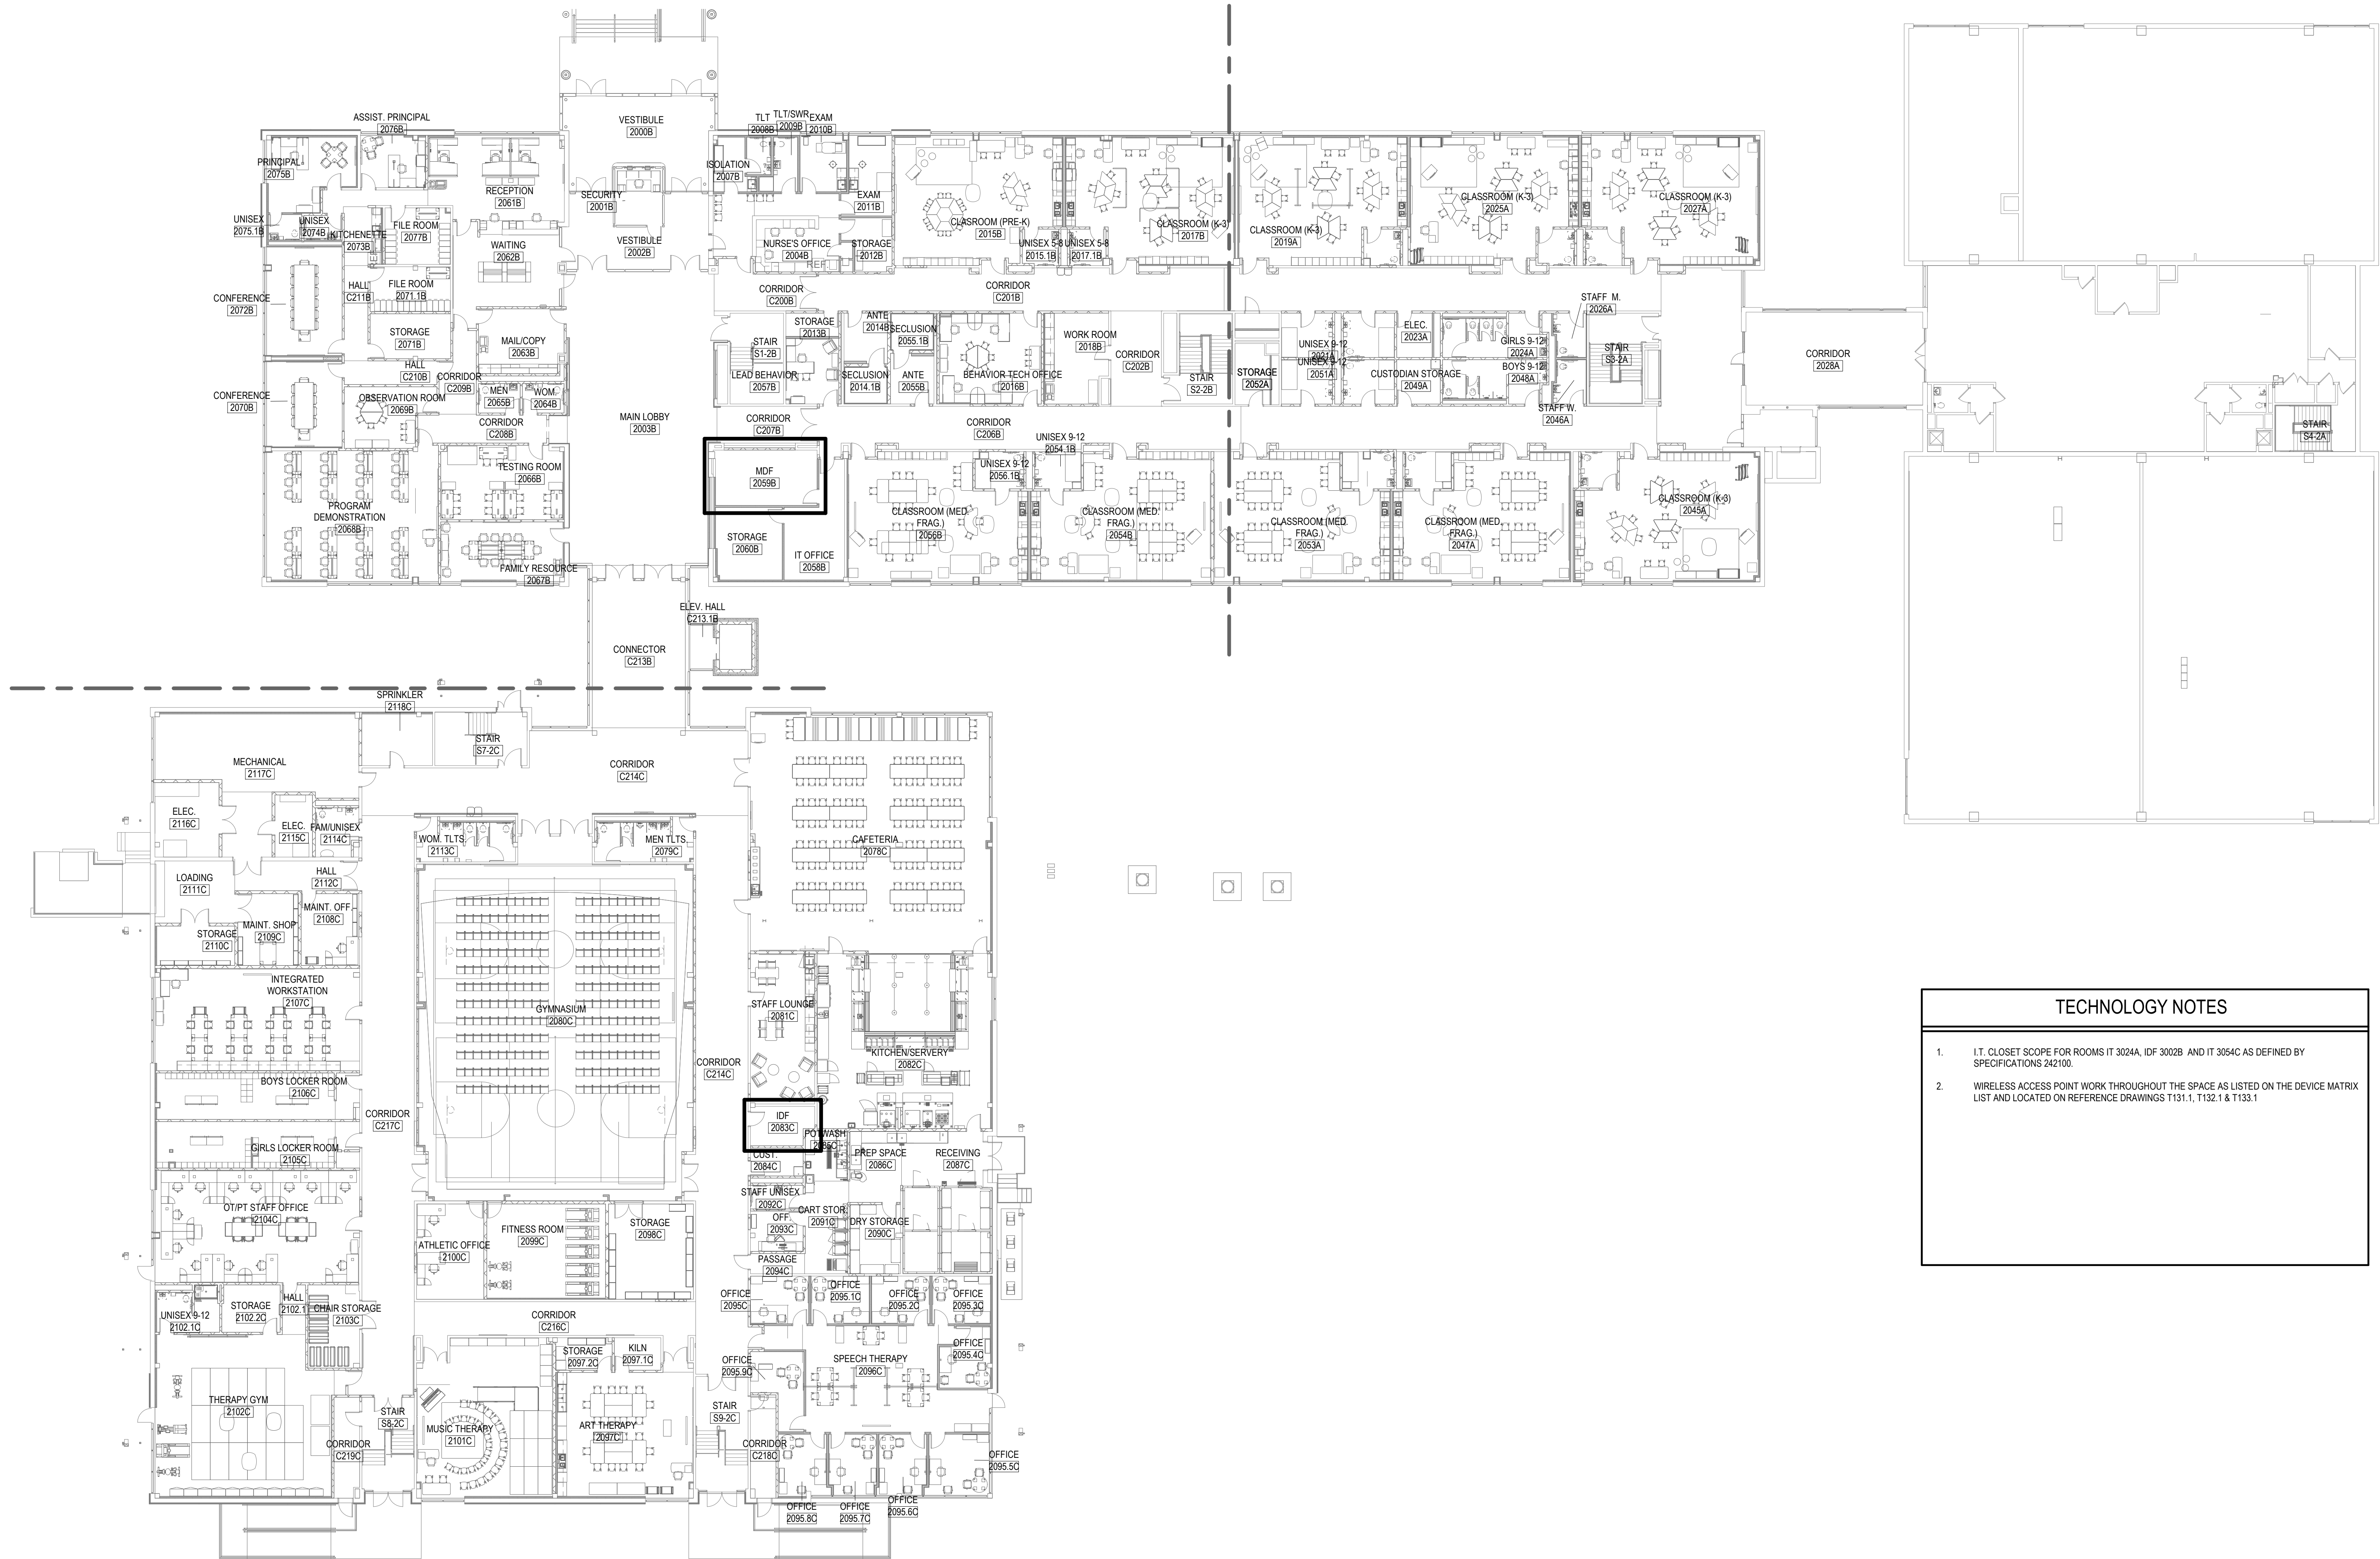 ASSIST. PRINCIPAL
2076B
PRINCIPAL
2075B
UNISEX
2075.1B
UNISEX
2074B
KITCHENETTE
2073B
FILE ROOM
2077B
RECEPTION
2061B
WAITING
2062B
VESTIBULE
2000B
SECURITY
2001B
VESTIBULE
2002B
ISOLATION
2007B
TLT
2008B
TLT/SWR
2009B
EXAM
2010B
EXAM
2011B
NURSE'S OFFICE
2004B
REF
STORAGE
2012B
CLASROOM (PRE-K)
2015B
UNISEX 5-8
2015.1B
UNISEX 5-8
2017.1B
CLASSROOM (K-3)
2017B
CLASSROOM (K-3)
2019A
CLASSROOM (K-3)
2025A
CLASSROOM (K-3)
2027A
CONFERENCE
2072B
HALL
C211B
FILE ROOM
2071.1B
STORAGE
2071B
MAIL/COPY
2063B
HALL
C210B
CORRIDOR
C209B
CONFERENCE
2070B
OBSERVATION ROOM
2069B
MEN
2065B
WOM.
2064B
CORRIDOR
C208B
MAIN LOBBY
2003B
CORRIDOR
C200B
CORRIDOR
C201B
STAIR
S1-2B
STORAGE
2013B
LEAD BEHAVIOR
2057B
ANTE
2014B
SECLUSION
2055.1B
SECLUSION
2014.1B
ANTE
2055B
BEHAVIOR TECH OFFICE
2016B
WORK ROOM
2018B
CORRIDOR
C202B
STAIR
S2-2B
STORAGE
2052A
UNISEX 9-12
2021A
UNISEX 9-12
2051A
ELEC.
2023A
CUSTODIAN STORAGE
2049A
GIRLS 9-12
2024A
BOYS 9-12
2048A
STAFF M.
2026A
STAIR
S3-2A
STAFF W.
2046A
CORRIDOR
2028A
STAIR
S4-2A
CORRIDOR
C207B
CORRIDOR
C206B
MDF
2059B
STORAGE
2060B
IT OFFICE
2058B
UNISEX 9-12
2056.1B
UNISEX 9-12
2054.1B
CLASSROOM (MED.
FRAG.)
2056B
CLASSROOM (MED.
FRAG.)
2054B
CLASSROOM (MED.
FRAG.)
2053A
CLASSROOM (MED.
FRAG.)
2047A
CLASSROOM (K-3)
2045A
TESTING ROOM
2066B
PROGRAM
DEMONSTRATION
2068B
FAMILY RESOURCE
2067B
ELEV. HALL
C213.1B
CONNECTOR
C213B
SPRINKLER
2118C
STAIR
S7-2C
MECHANICAL
2117C
CORRIDOR
C214C
ELEC.
2116C
ELEC.
2115C
FAM/UNISEX
2114C
WOM. TLTS.
2113C
MEN TLTS.
2079C
CAFETERIA
2078C
LOADING
2111C
HALL
2112C
MAINT. OFF.
2108C
MAINT. SHOP
2109C
STORAGE
2110C
INTEGRATED
WORKSTATION
2107C
GYMNASIUM
2080C
STAFF LOUNGE
2081C
KITCHEN/SERVERY
2082C
CORRIDOR
C214C
BOYS LOCKER ROOM
2106C
CORRIDOR
C217C
IDF
2083C
POTWASH
2085C
GIRLS LOCKER ROOM
2105C
CUST.
2084C
PREP SPACE
2086C
RECEIVING
2087C
STAFF UNISEX
2092C
OT/PT STAFF OFFICE
2104C
CART STOR.
2091C
OFF.
2093C
DRY STORAGE
2090C
FITNESS ROOM
2099C
STORAGE
2098C
ATHLETIC OFFICE
2100C
PASSAGE
2094C
OFFICE
2095C
OFFICE
2095.1C
OFFICE
2095.2C
OFFICE
2095.3C
UNISEX 9-12
2102.1C
STORAGE
2102.2C
HALL
2102.1
CHAIR STORAGE
2103C
CORRIDOR
C216C
STORAGE
2097.2C
KILN
2097.1C
OFFICE
2095.4C
OFFICE
2095.9C
SPEECH THERAPY
2096C
THERAPY GYM
2102C
STAIR
S8-2C
MUSIC THERAPY
2101C
ART THERAPY
2097C
STAIR
S9-2C
CORRIDOR
C219C
CORRIDOR
C218C
OFFICE
2095.5C
OFFICE
2095.8C
OFFICE
2095.7C
OFFICE
2095.6C
TECHNOLOGY NOTES
1. I.T. CLOSET SCOPE FOR ROOMS IT 3024A, IDF 3002B AND IT 3054C AS DEFINED BY
SPECIFICATIONS 242100.
2. WIRELESS ACCESS POINT WORK THROUGHOUT THE SPACE AS LISTED ON THE DEVICE MATRIX
LIST AND LOCATED ON REFERENCE DRAWINGS T131.1, T132.1 & T133.1